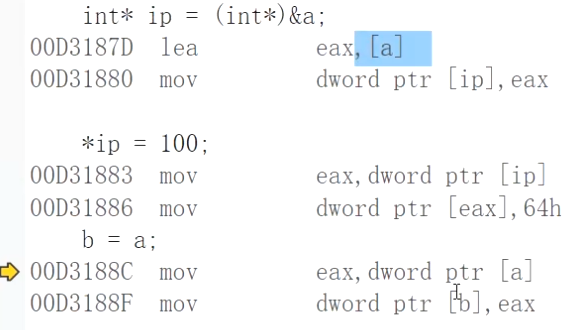 int* ip = (int*)&a;
00D3187D lea eax,[a]
00D31880 mov dword ptr [ip],eax
*ip = 100;
00D31883 mov eax,dword ptr [ip]
00D31886 mov dword ptr [eax],64h
b = a;
00D3188C mov eax,dword ptr [a]
00D3188F mov dword ptr [b],eax